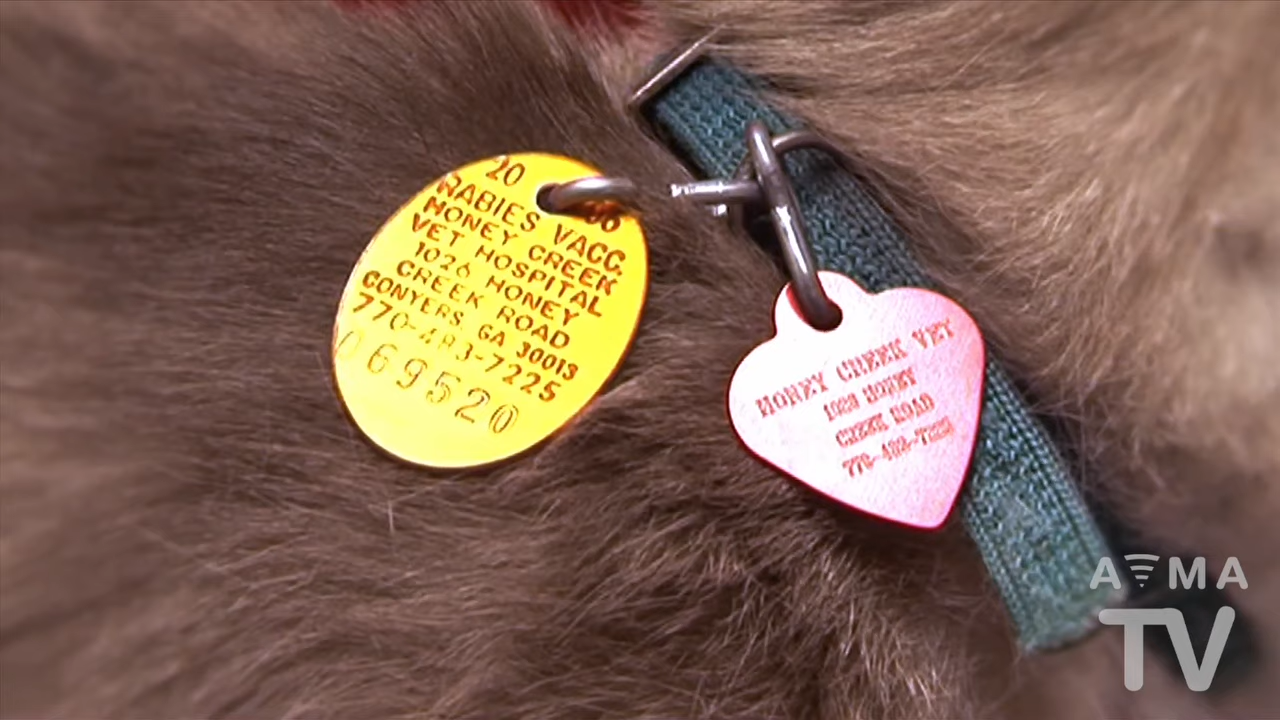 20 06
RABIES VACC.
HONEY CREEK
VET HOSPITAL
1026 HONEY
CREEK ROAD
CONYERS, GA 30013
770-483-7225
069520
HONEY CREEK VET
HONEY
CREEK ROAD
AVMA
TV